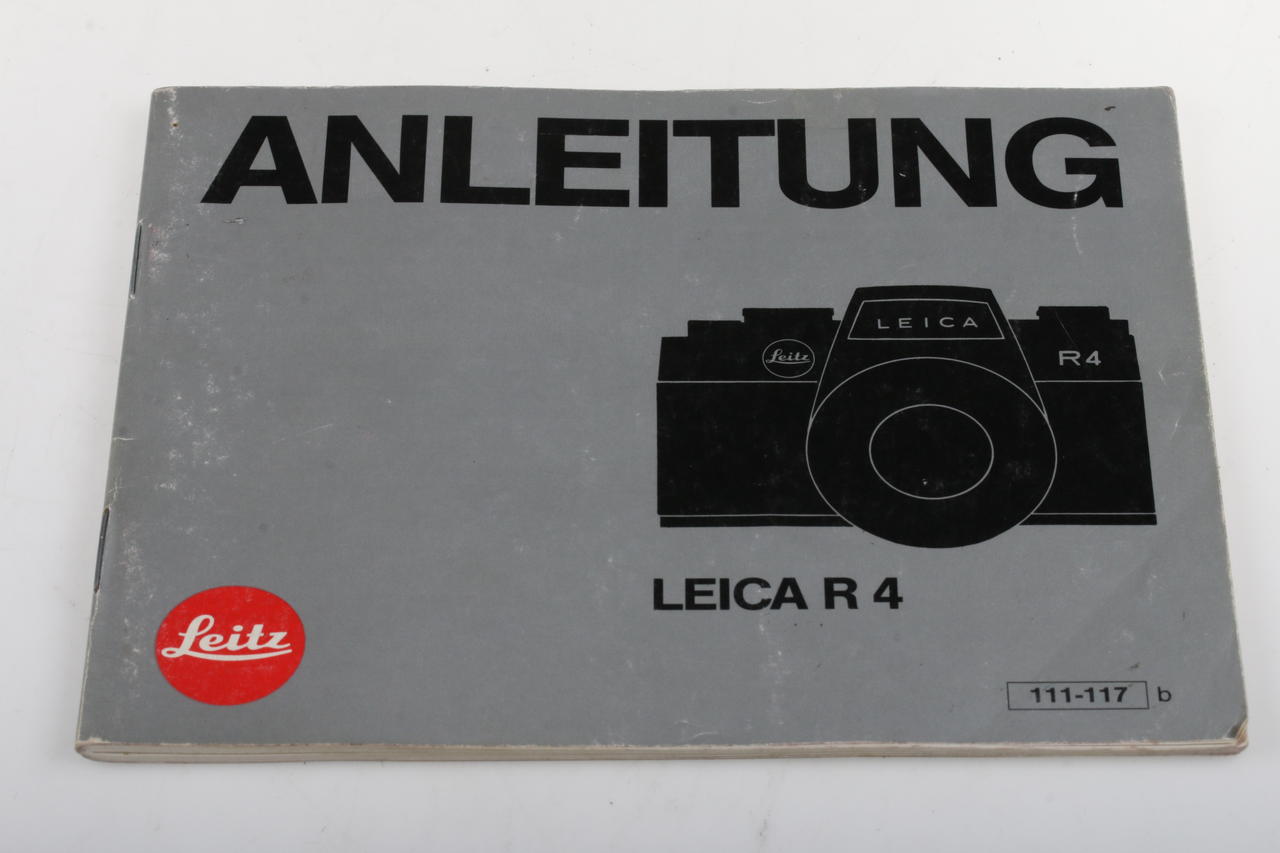 ANLEITUNG
LEICA
Leitz
R4
LEICA R 4
Leitz
111-117 b